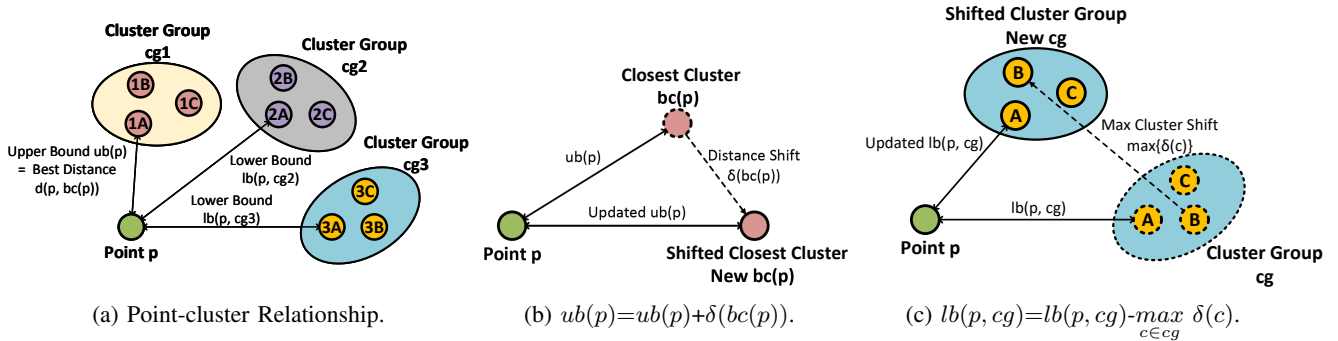 Cluster Group
cg1
1B
1C
1A
Cluster Group
cg2
2B
2A
2C
Upper Bound ub(p)
= Best Distance
d(p, bc(p))
Lower Bound
lb(p, cg2)
Lower Bound
lb(p, cg3)
Cluster Group
cg3
3C
3A
3B
Point p
(a) Point-cluster Relationship.
Closest Cluster
bc(p)
ub(p)
Distance Shift
δ(bc(p))
Updated ub(p)
Point p
Shifted Closest Cluster
New bc(p)
(b) ub(p)=ub(p)+δ(bc(p)).
Shifted Cluster Group
New cg
B
C
A
Updated lb(p, cg)
Max Cluster Shift
max{δ(c)}
C
lb(p, cg)
A
B
Point p
Cluster Group
cg
(c) lb(p, cg)=lb(p, cg)-max δ(c).
c∈cg